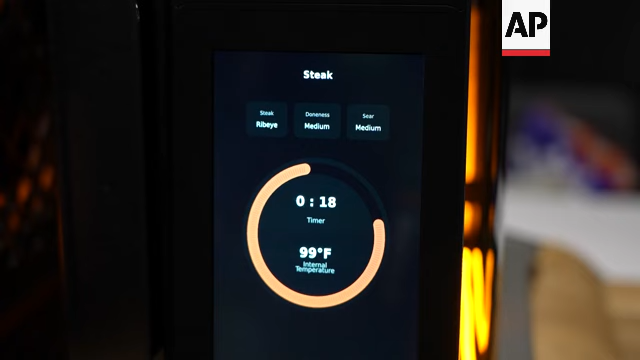 AP
Steak
Steak
Doneness
Sear
Ribeye
Medium
Medium
0 : 18
Timer
99°F
Internal
Temperature